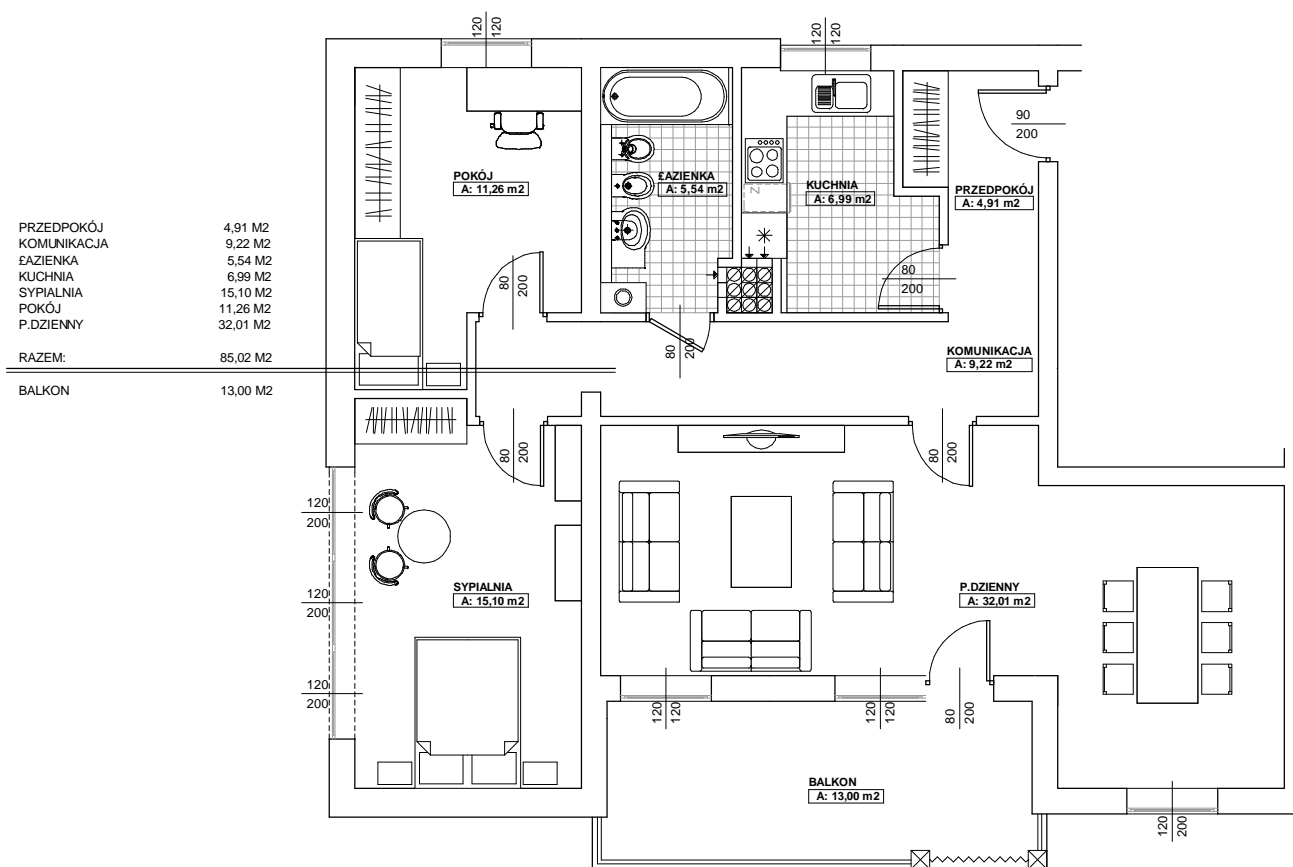 120
120
120
120
90
200
POKÓJ
A: 11,26 m2
£AZIENKA
A: 5,54 m2
KUCHNIA
A: 6,99 m2
PRZEDPOKÓJ
A: 4,91 m2
Z
PRZEDPOKÓJ 4,91 M2
KOMUNIKACJA 9,22 M2
£AZIENKA 5,54 M2
KUCHNIA 6,99 M2
SYPIALNIA 15,10 M2
POKÓJ 11,26 M2
P.DZIENNY 32,01 M2
RAZEM: 85,02 M2
BALKON 13,00 M2
80
200
80
200
80
200
KOMUNIKACJA
A: 9,22 m2
80
200
80
200
120
200
SYPIALNIA
A: 15,10 m2
P.DZIENNY
A: 32,01 m2
120
200
120
200
120
120
120
120
80
200
BALKON
A: 13,00 m2
120
200